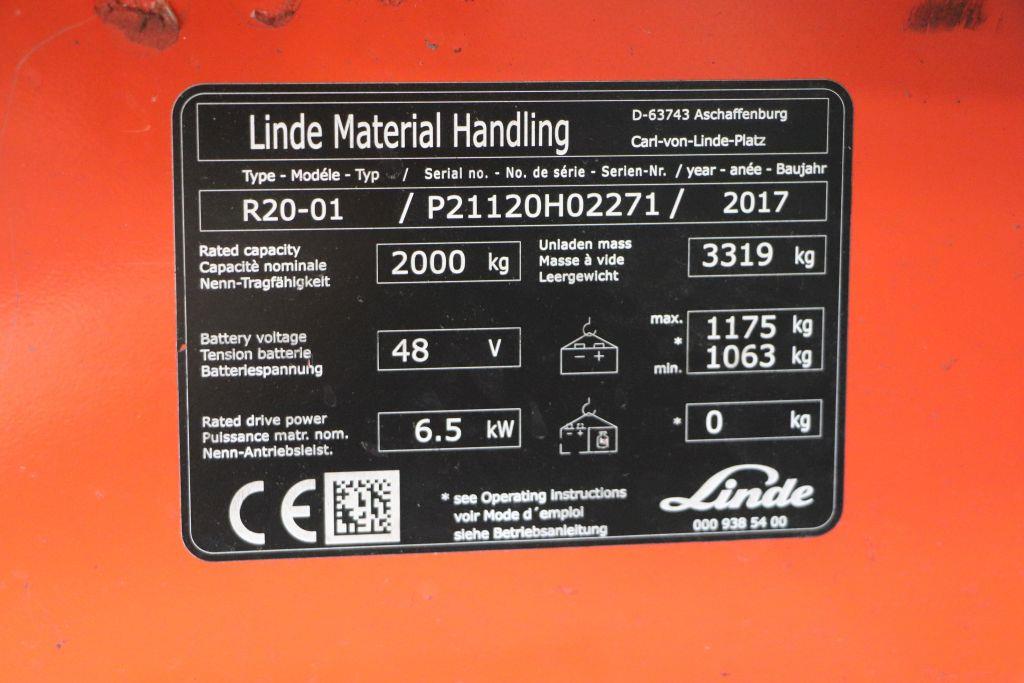 Linde Material Handling
D-63743 Aschaffenburg
Carl-von-Linde-Platz
Type - Modéle - Typ / Serial no. - No. de série - Serien-Nr. / year - anée - Baujahr
R20-01 / P21120H02271 / 2017
Rated capacity
Capacitè nominale
Nenn-Tragfähigkeit
2000 kg
Unladen mass
Masse à vide
Leergewicht
3319 kg
Battery voltage
Tension batterie
Batteriespannung
48 V
- +
max.
*
min.
1175 kg
1063 kg
Rated drive power
Puissance matr. nom.
Nenn-Antriebsleist.
6.5 kW
- +
* 0 kg
CE
* see Operating instructions
voir Mode d´emploi
siehe Betriebsanleitung
Linde
000 938 54 00